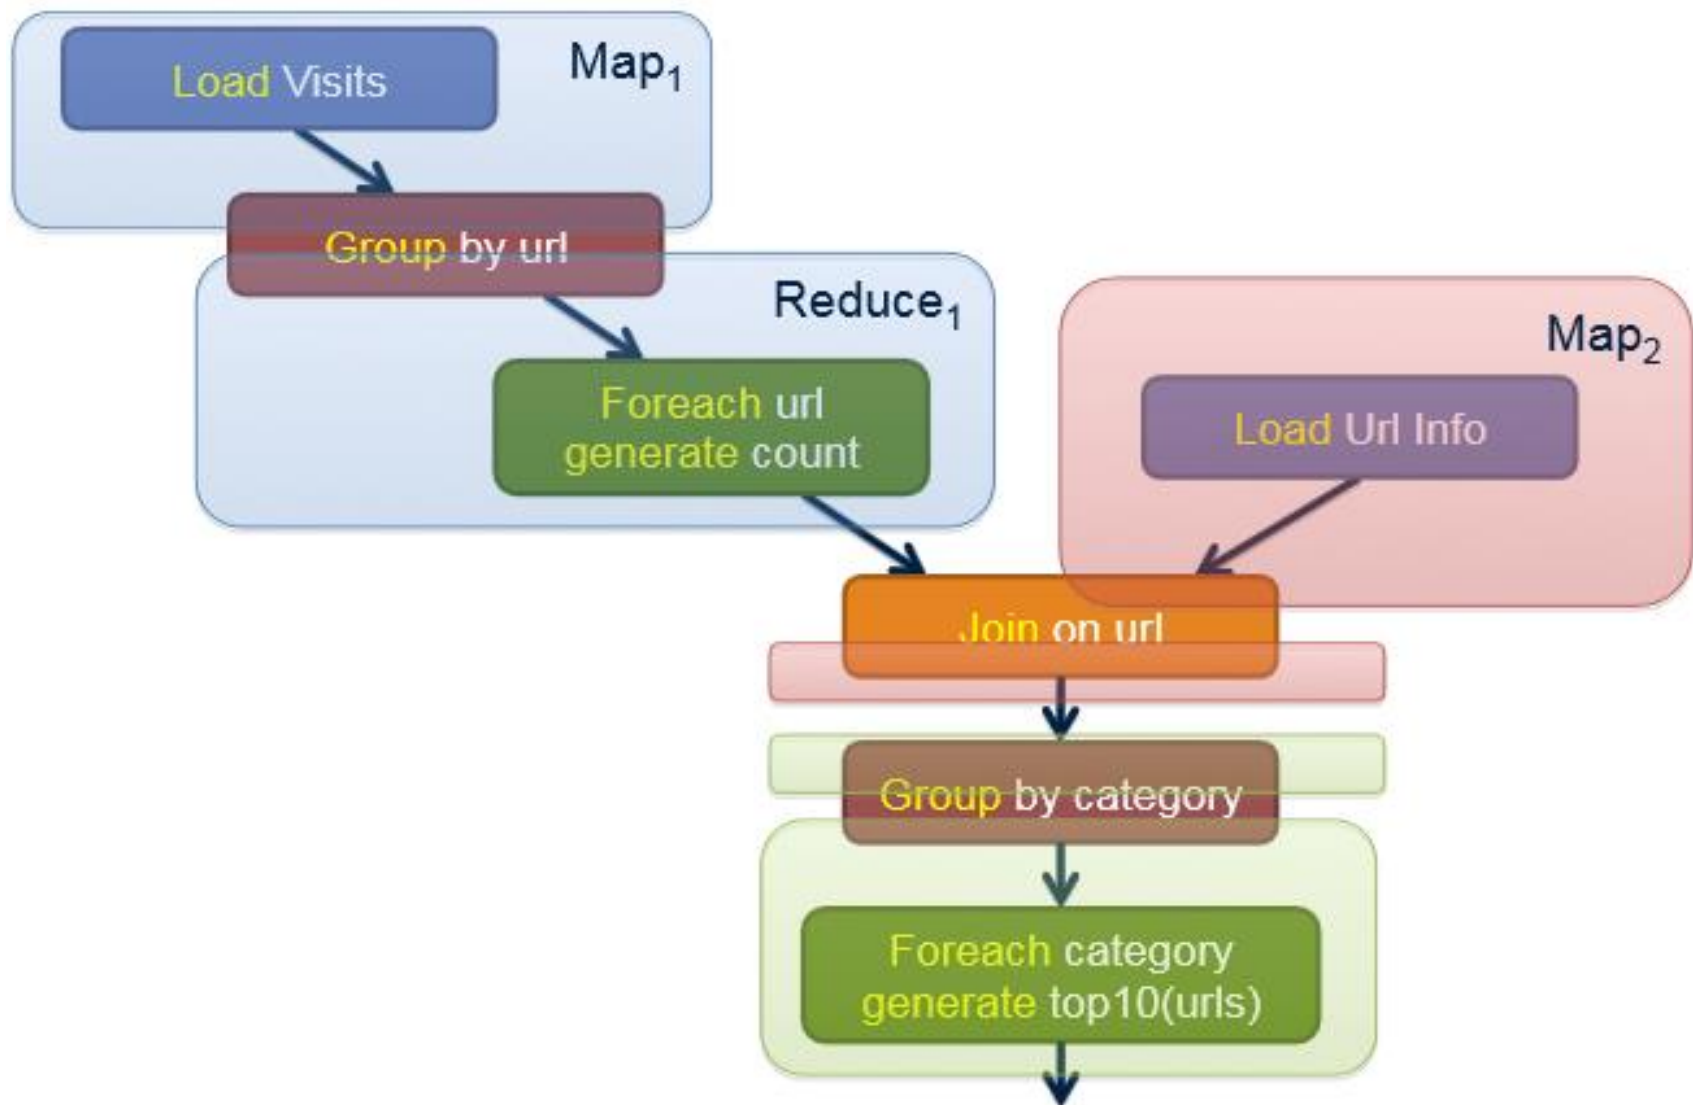 Load Visits
Map₁
Group by url
Reduce₁
Foreach url
generate count
Map₂
Load Url Info
Join on url
Group by category
Foreach category
generate top10(urls)